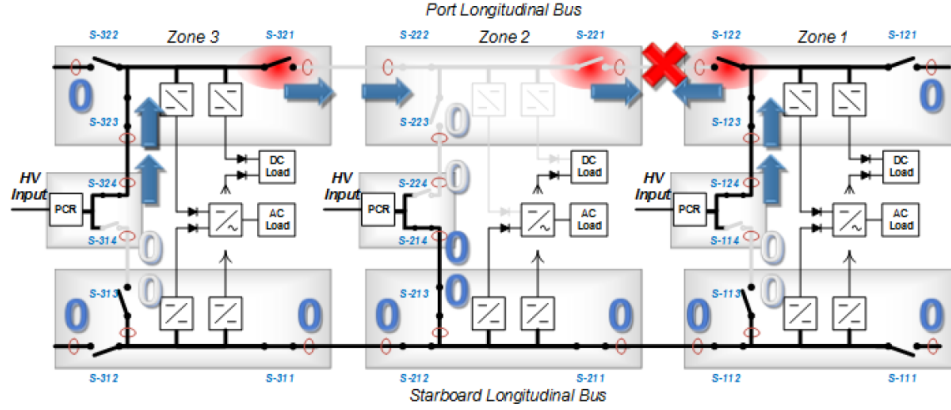 Port Longitudinal Bus
S-322 Zone 3 S-321 S-222 Zone 2 S-221 S-122 Zone 1 S-121
0
S-323 S-223 0 S-123
HV Input S-324 0 DC Load HV Input S-224 0 DC Load HV Input S-124 DC Load
PCR AC Load PCR AC Load PCR AC Load
S-314 0 S-214 0 S-114 0
S-313 0 S-213 0 S-113 0
0 0 0 0 0 0
S-312 S-311 S-212 S-211 S-112 S-111
Starboard Longitudinal Bus